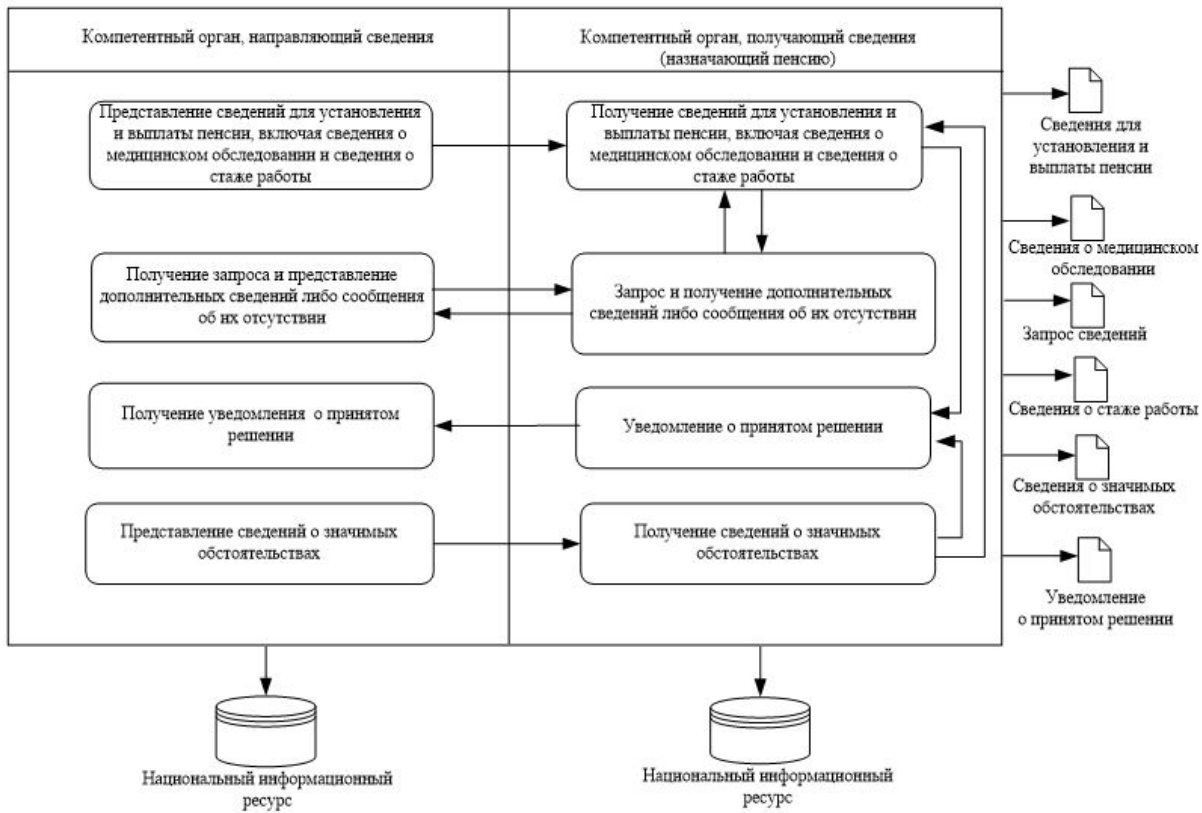 Компетентный орган, направляющий сведения
Компетентный орган, получающий сведения
(назначающий пенсию)
Представление сведений для установления
и выплаты пенсии, включая сведения о
медицинском обследовании и сведения о
стаже работы
Получение сведений для установления и
выплаты пенсии, включая сведения о
медицинском обследовании и сведения о
стаже работы
Получение запроса и представление
дополнительных сведений либо сообщения
об их отсутствии
Запрос и получение дополнительных
сведений либо сообщения об их отсутствии
Получение уведомления о принятом
решении
Уведомление о принятом решении
Представление сведений о значимых
обстоятельствах
Получение сведений о значимых
обстоятельствах
Сведения для
установления и
выплаты пенсии
Сведения о медицинском
обследовании
Запрос сведений
Сведения о стаже работы
Сведения о значимых
обстоятельствах
Уведомление
о принятом решении
Национальный информационный
ресурс
Национальный информационный
ресурс